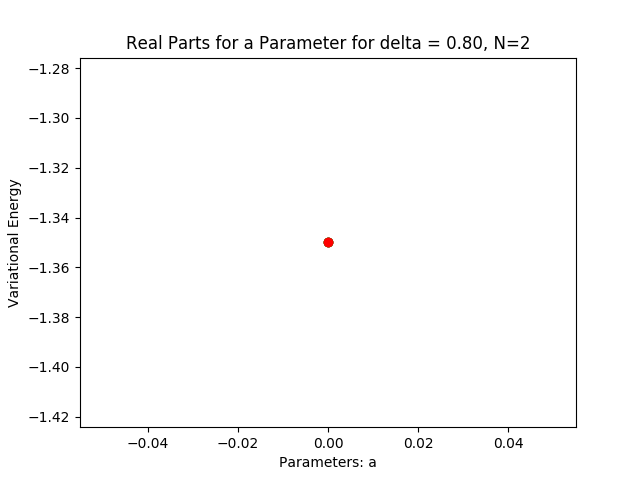 Real Parts for a Parameter for delta = 0.80, N=2
−1.28
−1.30
−1.32
−1.34
−1.36
−1.38
−1.40
−1.42
Variational Energy
−0.04 −0.02 0.00 0.02 0.04
Parameters: a